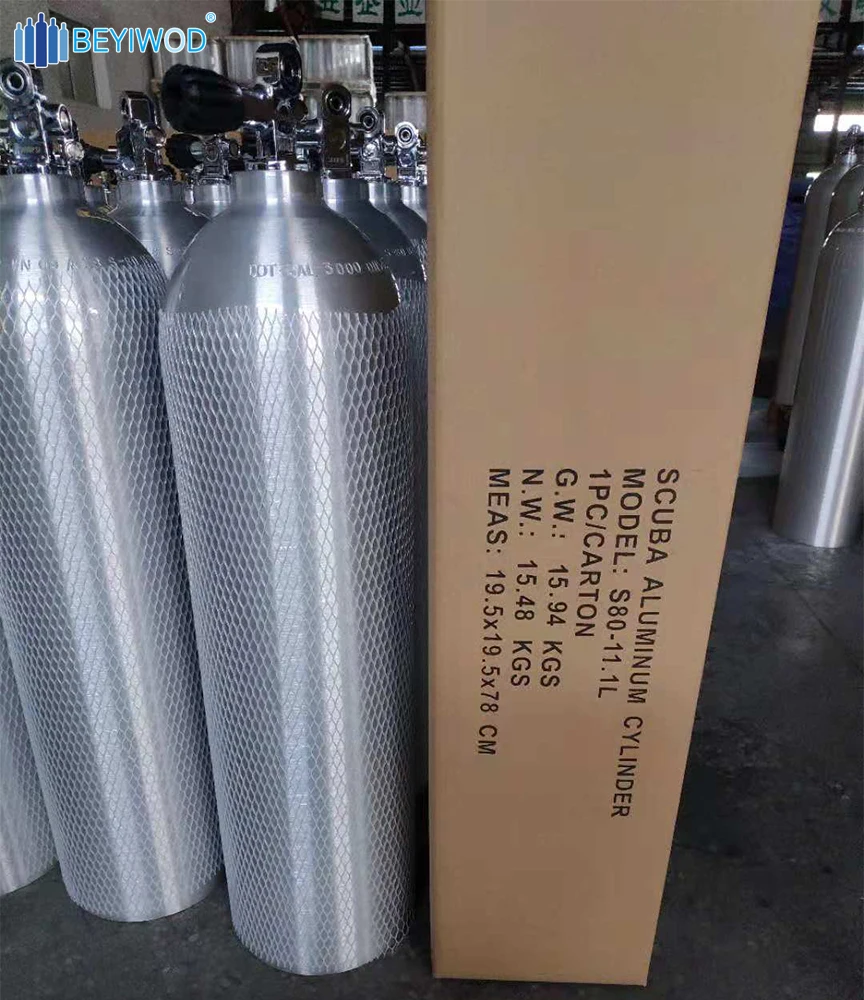 BEYIWOD®
SCUBA ALUMINUM CYLINDER
MODEL: S80-11.1L
1PC/CARTON
G.W.: 15.94 KGS
N.W.: 15.48 KGS
MEAS: 19.5x19.5x78 CM
3000